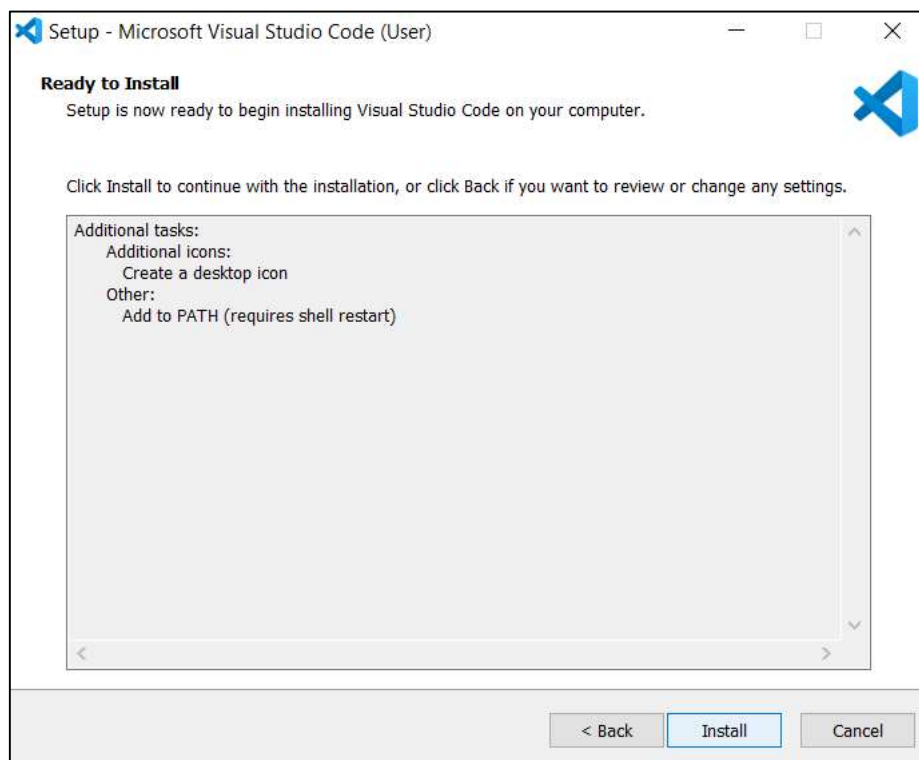 Setup - Microsoft Visual Studio Code (User)
Ready to Install
Setup is now ready to begin installing Visual Studio Code on your computer.
Click Install to continue with the installation, or click Back if you want to review or change any settings.
Additional tasks:
Additional icons:
Create a desktop icon
Other:
Add to PATH (requires shell restart)
< Back Install Cancel